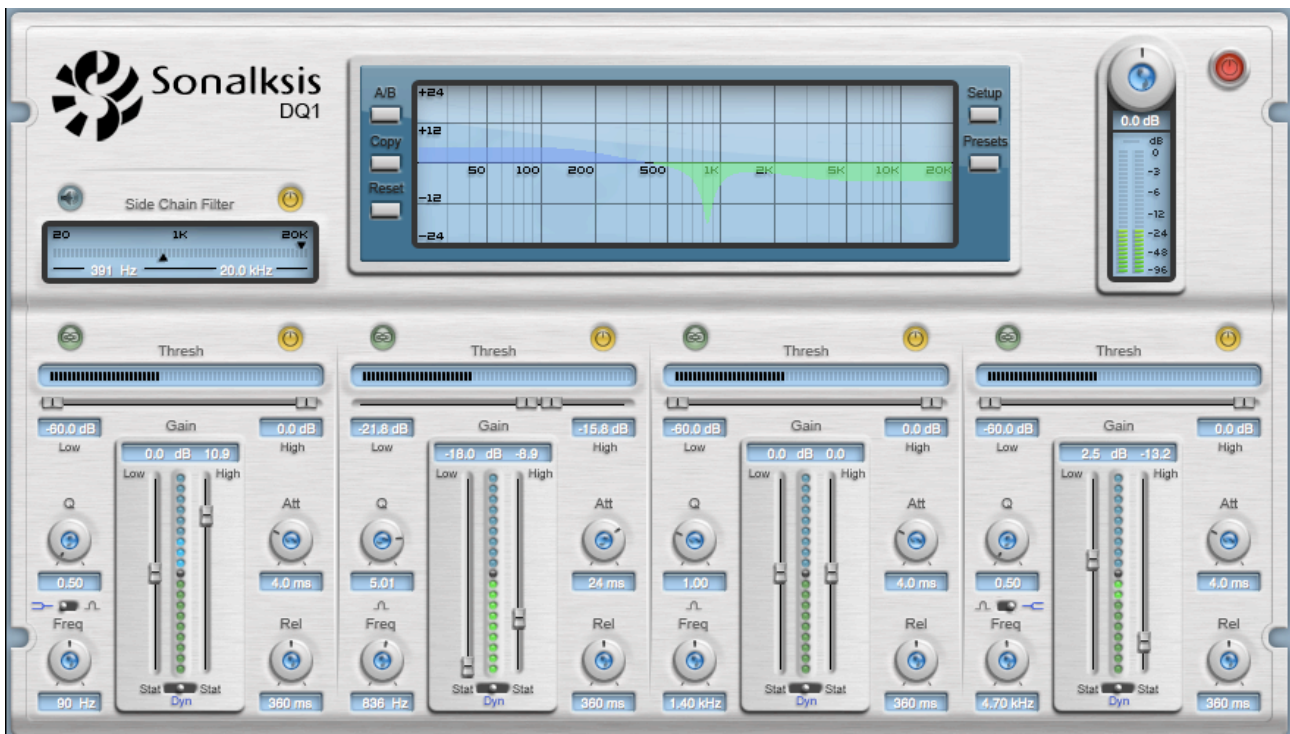 Sonalksis
DQ1
A/B
Copy
Reset
+24
+12
-12
-24
50 100 200 500 1K 2K 5K 10K 20K
Setup
Presets
0.0 dB
dB
0
-3
-6
-12
-24
-48
-96
Side Chain Filter
20 1K 20K
391 Hz 20.0 kHz
Thresh
-60.0 dB Gain 0.0 dB
Low High
0.0 dB 10.9
Low High
Q Att
0.50 4.0 ms
Freq Rel
Stat Stat
Dyn
90 Hz 360 ms
Thresh
-21.8 dB Gain -15.8 dB
Low High
-18.0 dB -8.9
Low High
Q Att
5.01 24 ms
Freq Rel
Stat Stat
Dyn
836 Hz 360 ms
Thresh
-60.0 dB Gain 0.0 dB
Low High
0.0 dB 0.0
Low High
Q Att
1.00 4.0 ms
Freq Rel
Stat Stat
Dyn
1.40 kHz 360 ms
Thresh
-60.0 dB Gain 0.0 dB
Low High
2.5 dB -13.2
Low High
Q Att
0.50 4.0 ms
Freq Rel
Stat Stat
Dyn
4.70 kHz 360 ms